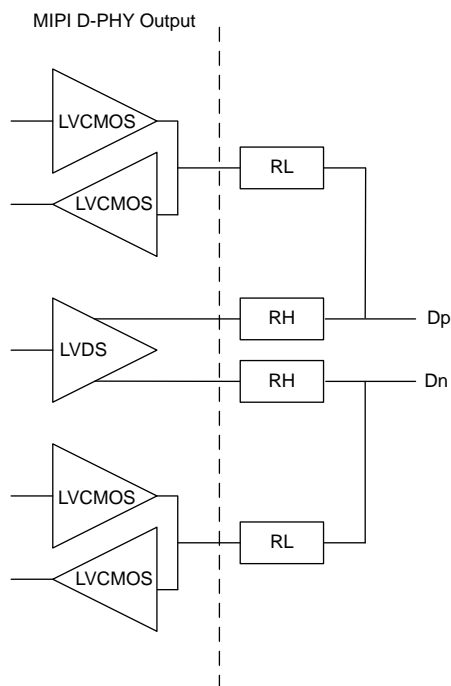 MIPI D-PHY Output
LVCMOS
RL
LVCMOS
RH
Dp
LVDS
RH
Dn
LVCMOS
RL
LVCMOS